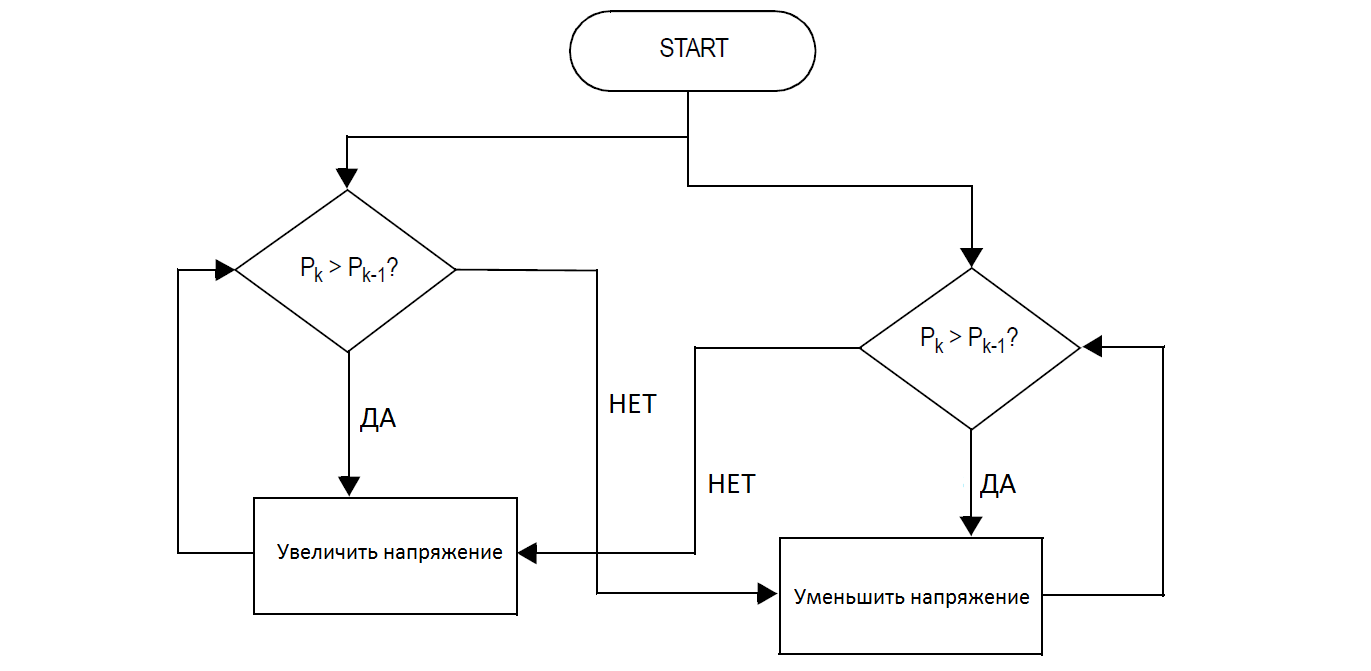 START
Pk > Pk-1?
Pk > Pk-1?
ДА
НЕТ
НЕТ
ДА
Увеличить напряжение
Уменьшить напряжение